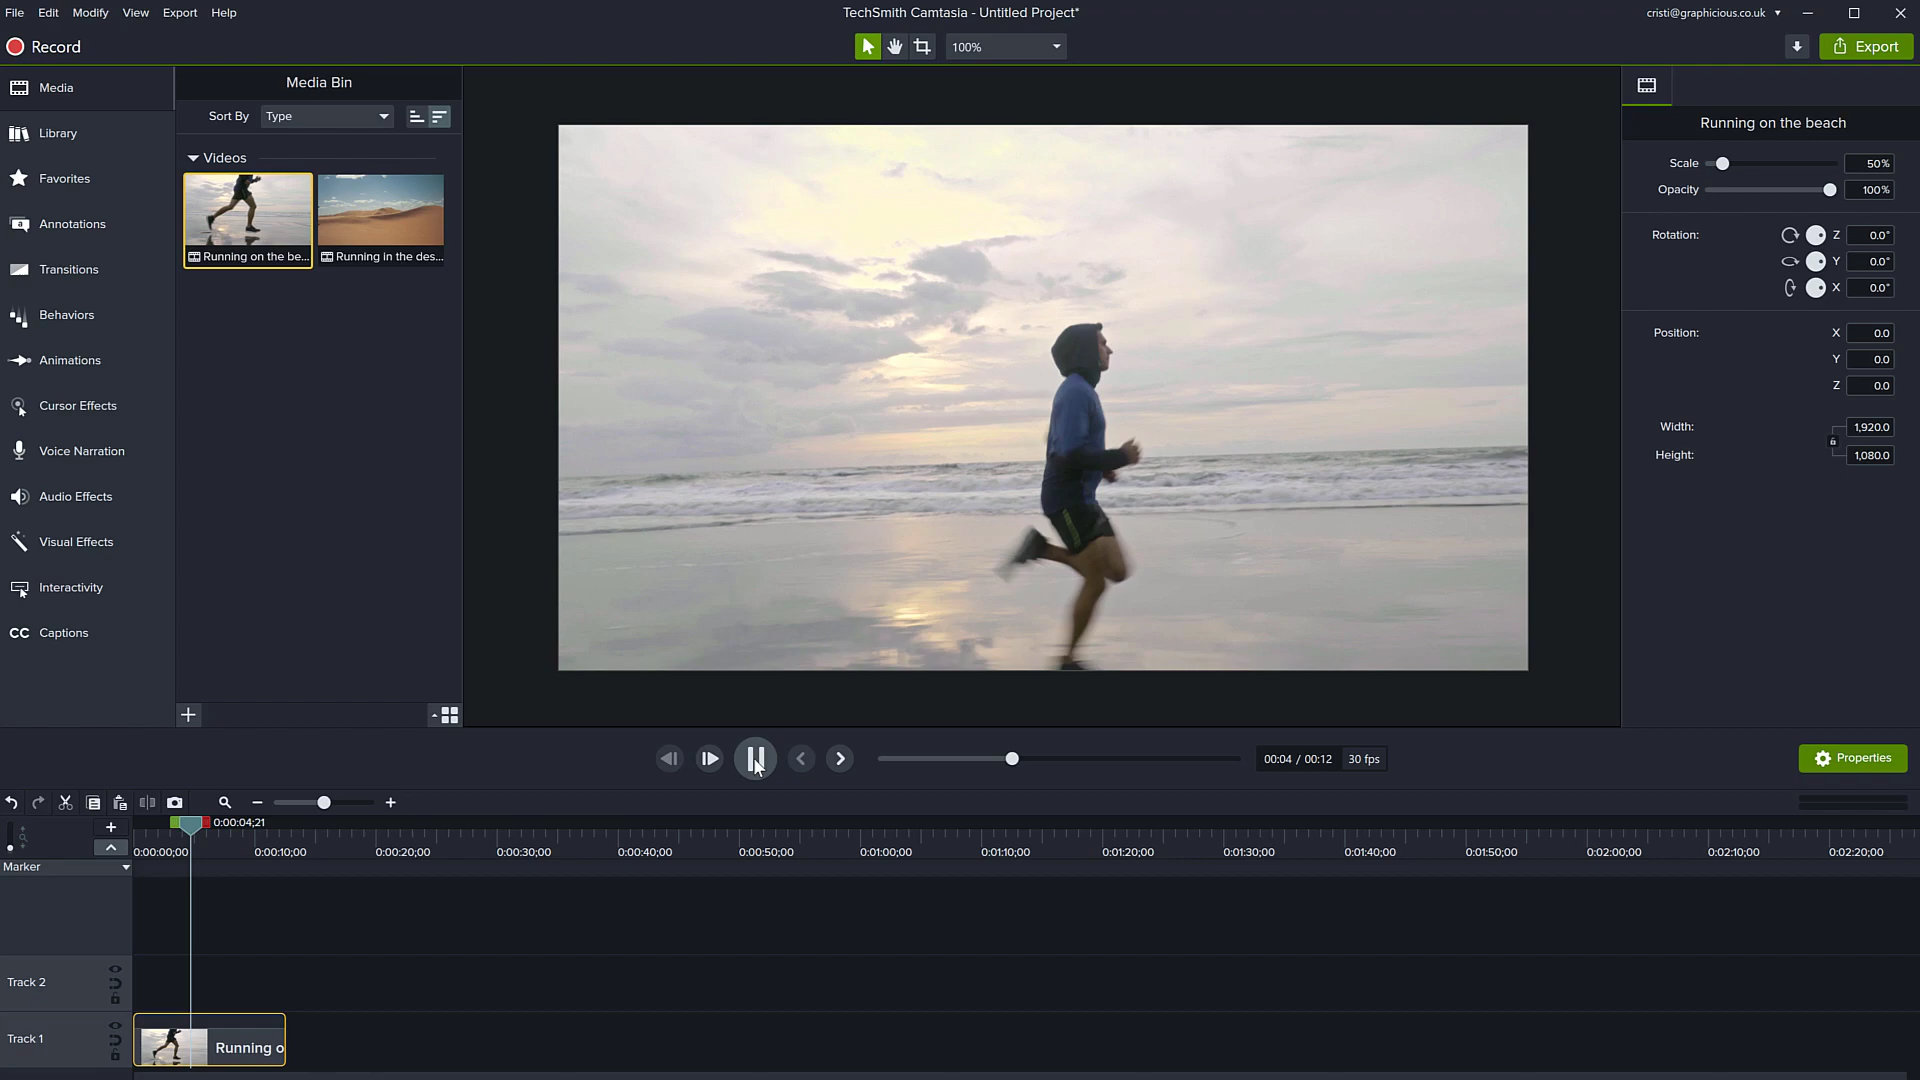 File Edit Modify View Export Help
TechSmith Camtasia - Untitled Project*
cristi@graphicious.co.uk
Record
100%
Export
Media
Library
Favorites
Annotations
Transitions
Behaviors
Animations
Cursor Effects
Voice Narration
Audio Effects
Visual Effects
Interactivity
CC Captions
Media Bin
Sort By Type
Videos
Running on the be...
Running in the des...
Running on the beach
Scale 50%
Opacity 100%
Rotation: Z 0.0°
Y 0.0°
X 0.0°
Position: X 0.0
Y 0.0
Z 0.0
Width: 1,920.0
Height: 1,080.0
00:04 / 00:12 30 fps
Properties
0:00:04;21
0:00:00;00 0:00:10;00 0:00:20;00 0:00:30;00 0:00:40;00 0:00:50;00 0:01:00;00 0:01:10;00 0:01:20;00 0:01:30;00 0:01:40;00 0:01:50;00 0:02:00;00 0:02:10;00 0:02:20;00
Marker
Track 2
Track 1
Running o